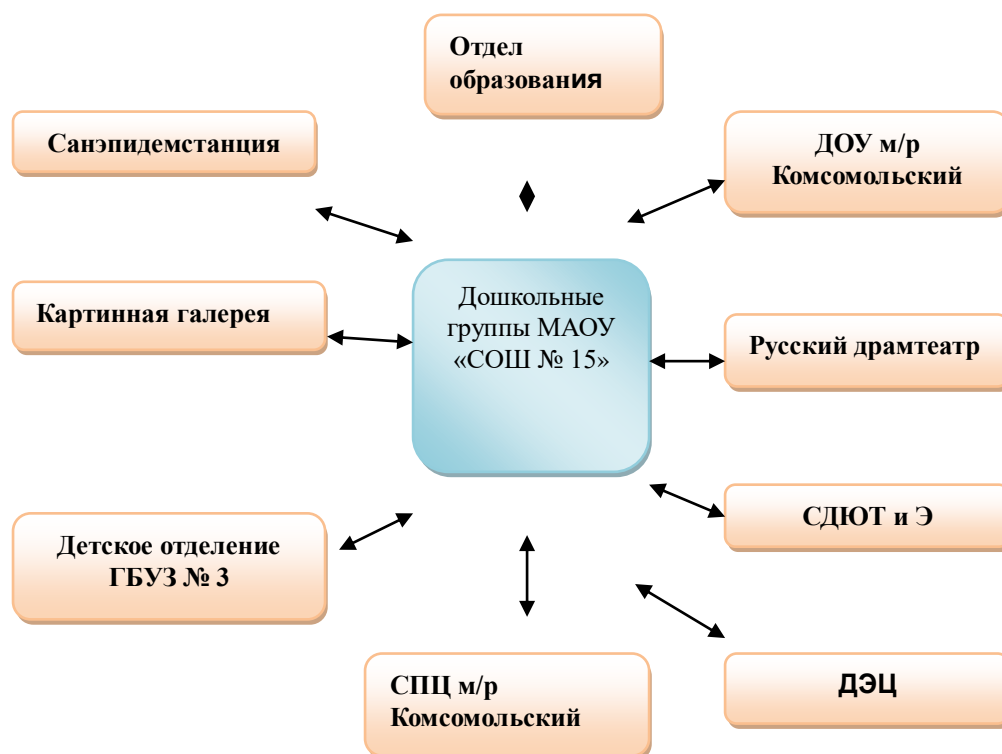 Отдел
образования
Санэпидемстанция
ДОУ м/р
Комсомольский
Картинная галерея
Дошкольные
группы МАОУ
«СОШ № 15»
Русский драмтеатр
Детское отделение
ГБУЗ № 3
СДЮТ и Э
СПЦ м/р
Комсомольский
ДЭЦ